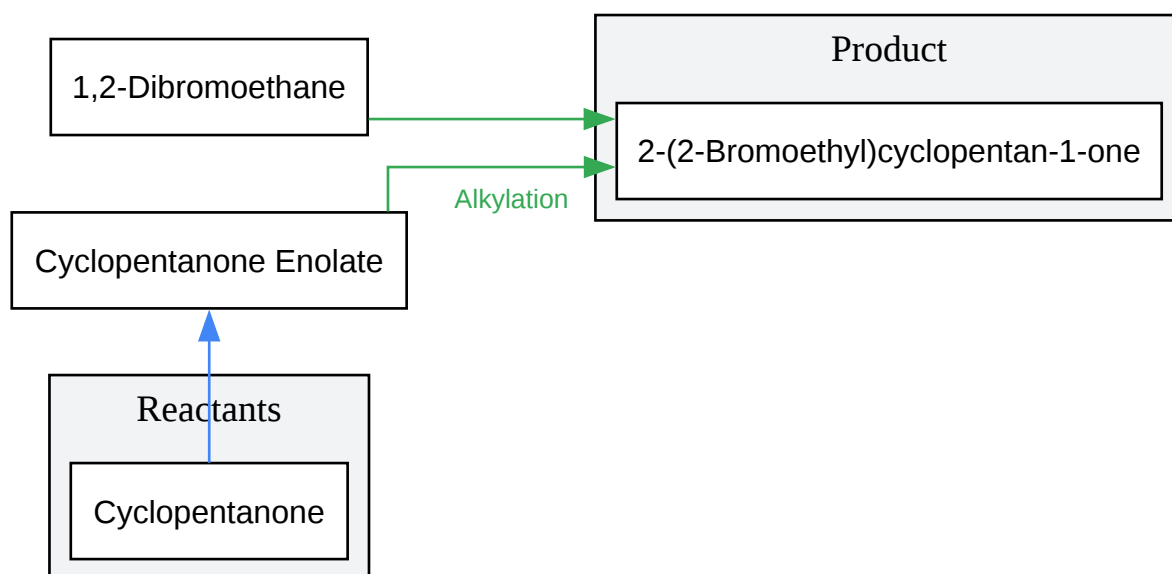 Product
1,2-Dibromoethane
2-(2-Bromoethyl)cyclopentan-1-one
Alkylation
Cyclopentanone Enolate
Reactants
Cyclopentanone